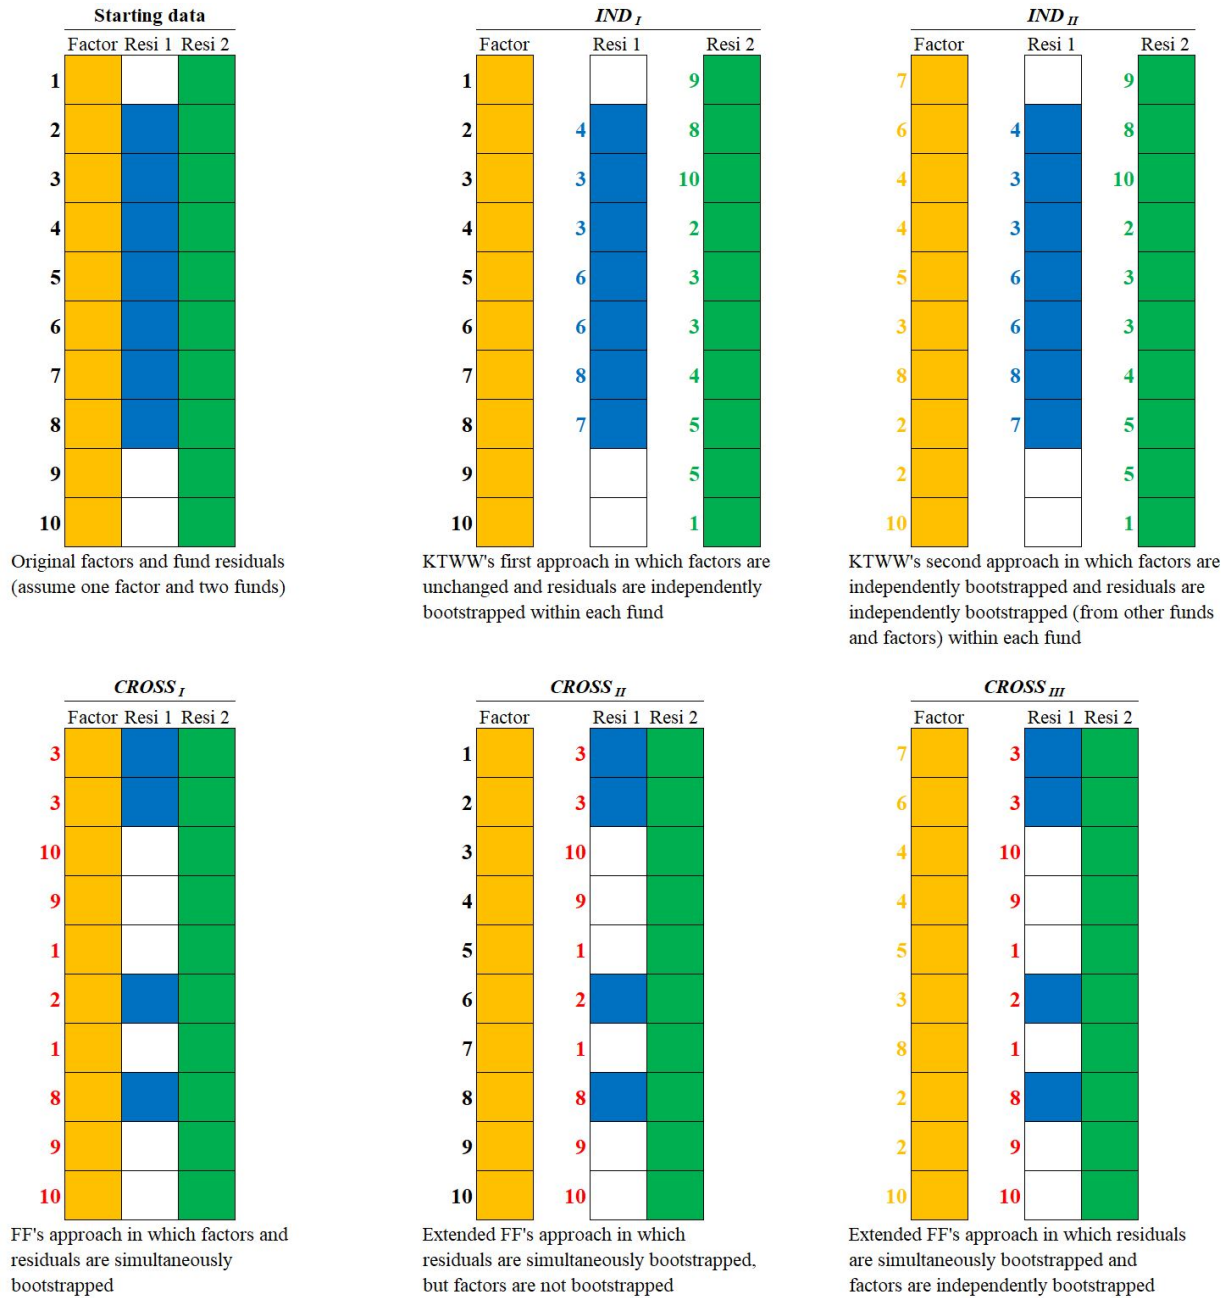 Starting data
Factor Resi 1 Resi 2
1
2
3
4
5
6
7
8
9
10
Original factors and fund residuals
(assume one factor and two funds)
IND I
Factor Resi 1 Resi 2
1 9
2 4 8
3 3 10
4 3 2
5 6 3
6 6 3
7 8 4
8 7 5
9 5
10 1
KTWW's first approach in which factors are
unchanged and residuals are independently
bootstrapped within each fund
IND II
Factor Resi 1 Resi 2
7 9
6 4 8
4 3 10
4 3 2
5 6 3
3 6 3
8 8 4
2 7 5
2 5
10 1
KTWW's second approach in which factors are
independently bootstrapped and residuals are
independently bootstrapped (from other funds
and factors) within each fund
CROSS I
Factor Resi 1 Resi 2
3
3
10
9
1
2
1
8
9
10
FF's approach in which factors and
residuals are simultaneously
bootstrapped
CROSS II
Factor Resi 1 Resi 2
1 3
2 3
3 10
4 9
5 1
6 2
7 1
8 8
9 9
10 10
Extended FF's approach in which
residuals are simultaneously bootstrapped,
but factors are not bootstrapped
CROSS III
Factor Resi 1 Resi 2
7 3
6 3
4 10
4 9
5 1
3 2
8 1
2 8
2 9
10 10
Extended FF's approach in which residuals
are simultaneously bootstrapped and
factors are independently bootstrapped